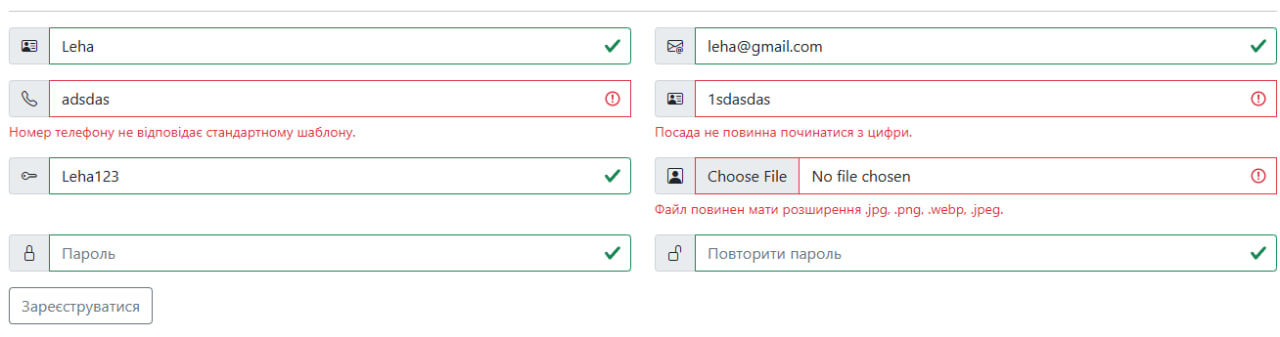 Leha
leha@gmail.com
adsdas
1sdasdas
Номер телефону не відповідає стандартному шаблону.
Посада не повинна починатися з цифри.
Leha123
Choose File No file chosen
Файл повинен мати розширення .jpg, .png, .webp, .jpeg.
Пароль
Повторити пароль
Зареєструватися